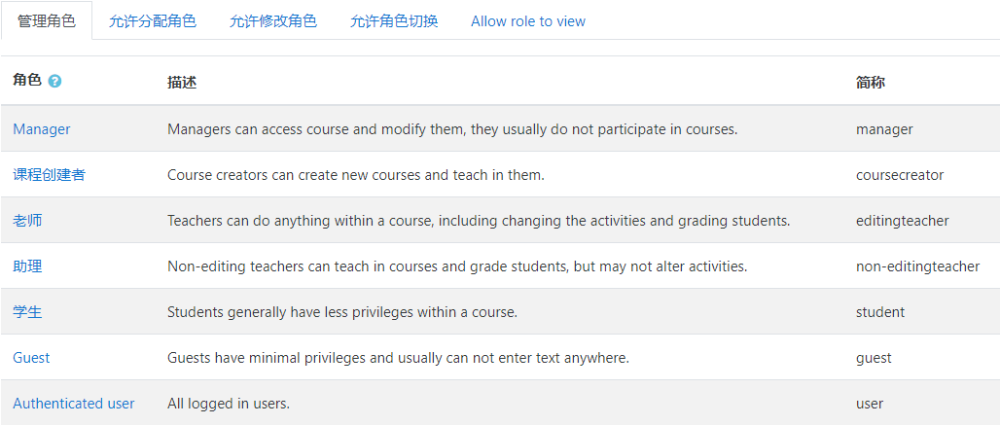 管理角色 允许分配角色 允许修改角色 允许角色切换 Allow role to view
角色 ? 描述 简称
Manager Managers can access course and modify them, they usually do not participate in courses. manager
课程创建者 Course creators can create new courses and teach in them. coursecreator
老师 Teachers can do anything within a course, including changing the activities and grading students. editingteacher
助理 Non-editing teachers can teach in courses and grade students, but may not alter activities. non-editingteacher
学生 Students generally have less privileges within a course. student
Guest Guests have minimal privileges and usually can not enter text anywhere. guest
Authenticated user All logged in users. user